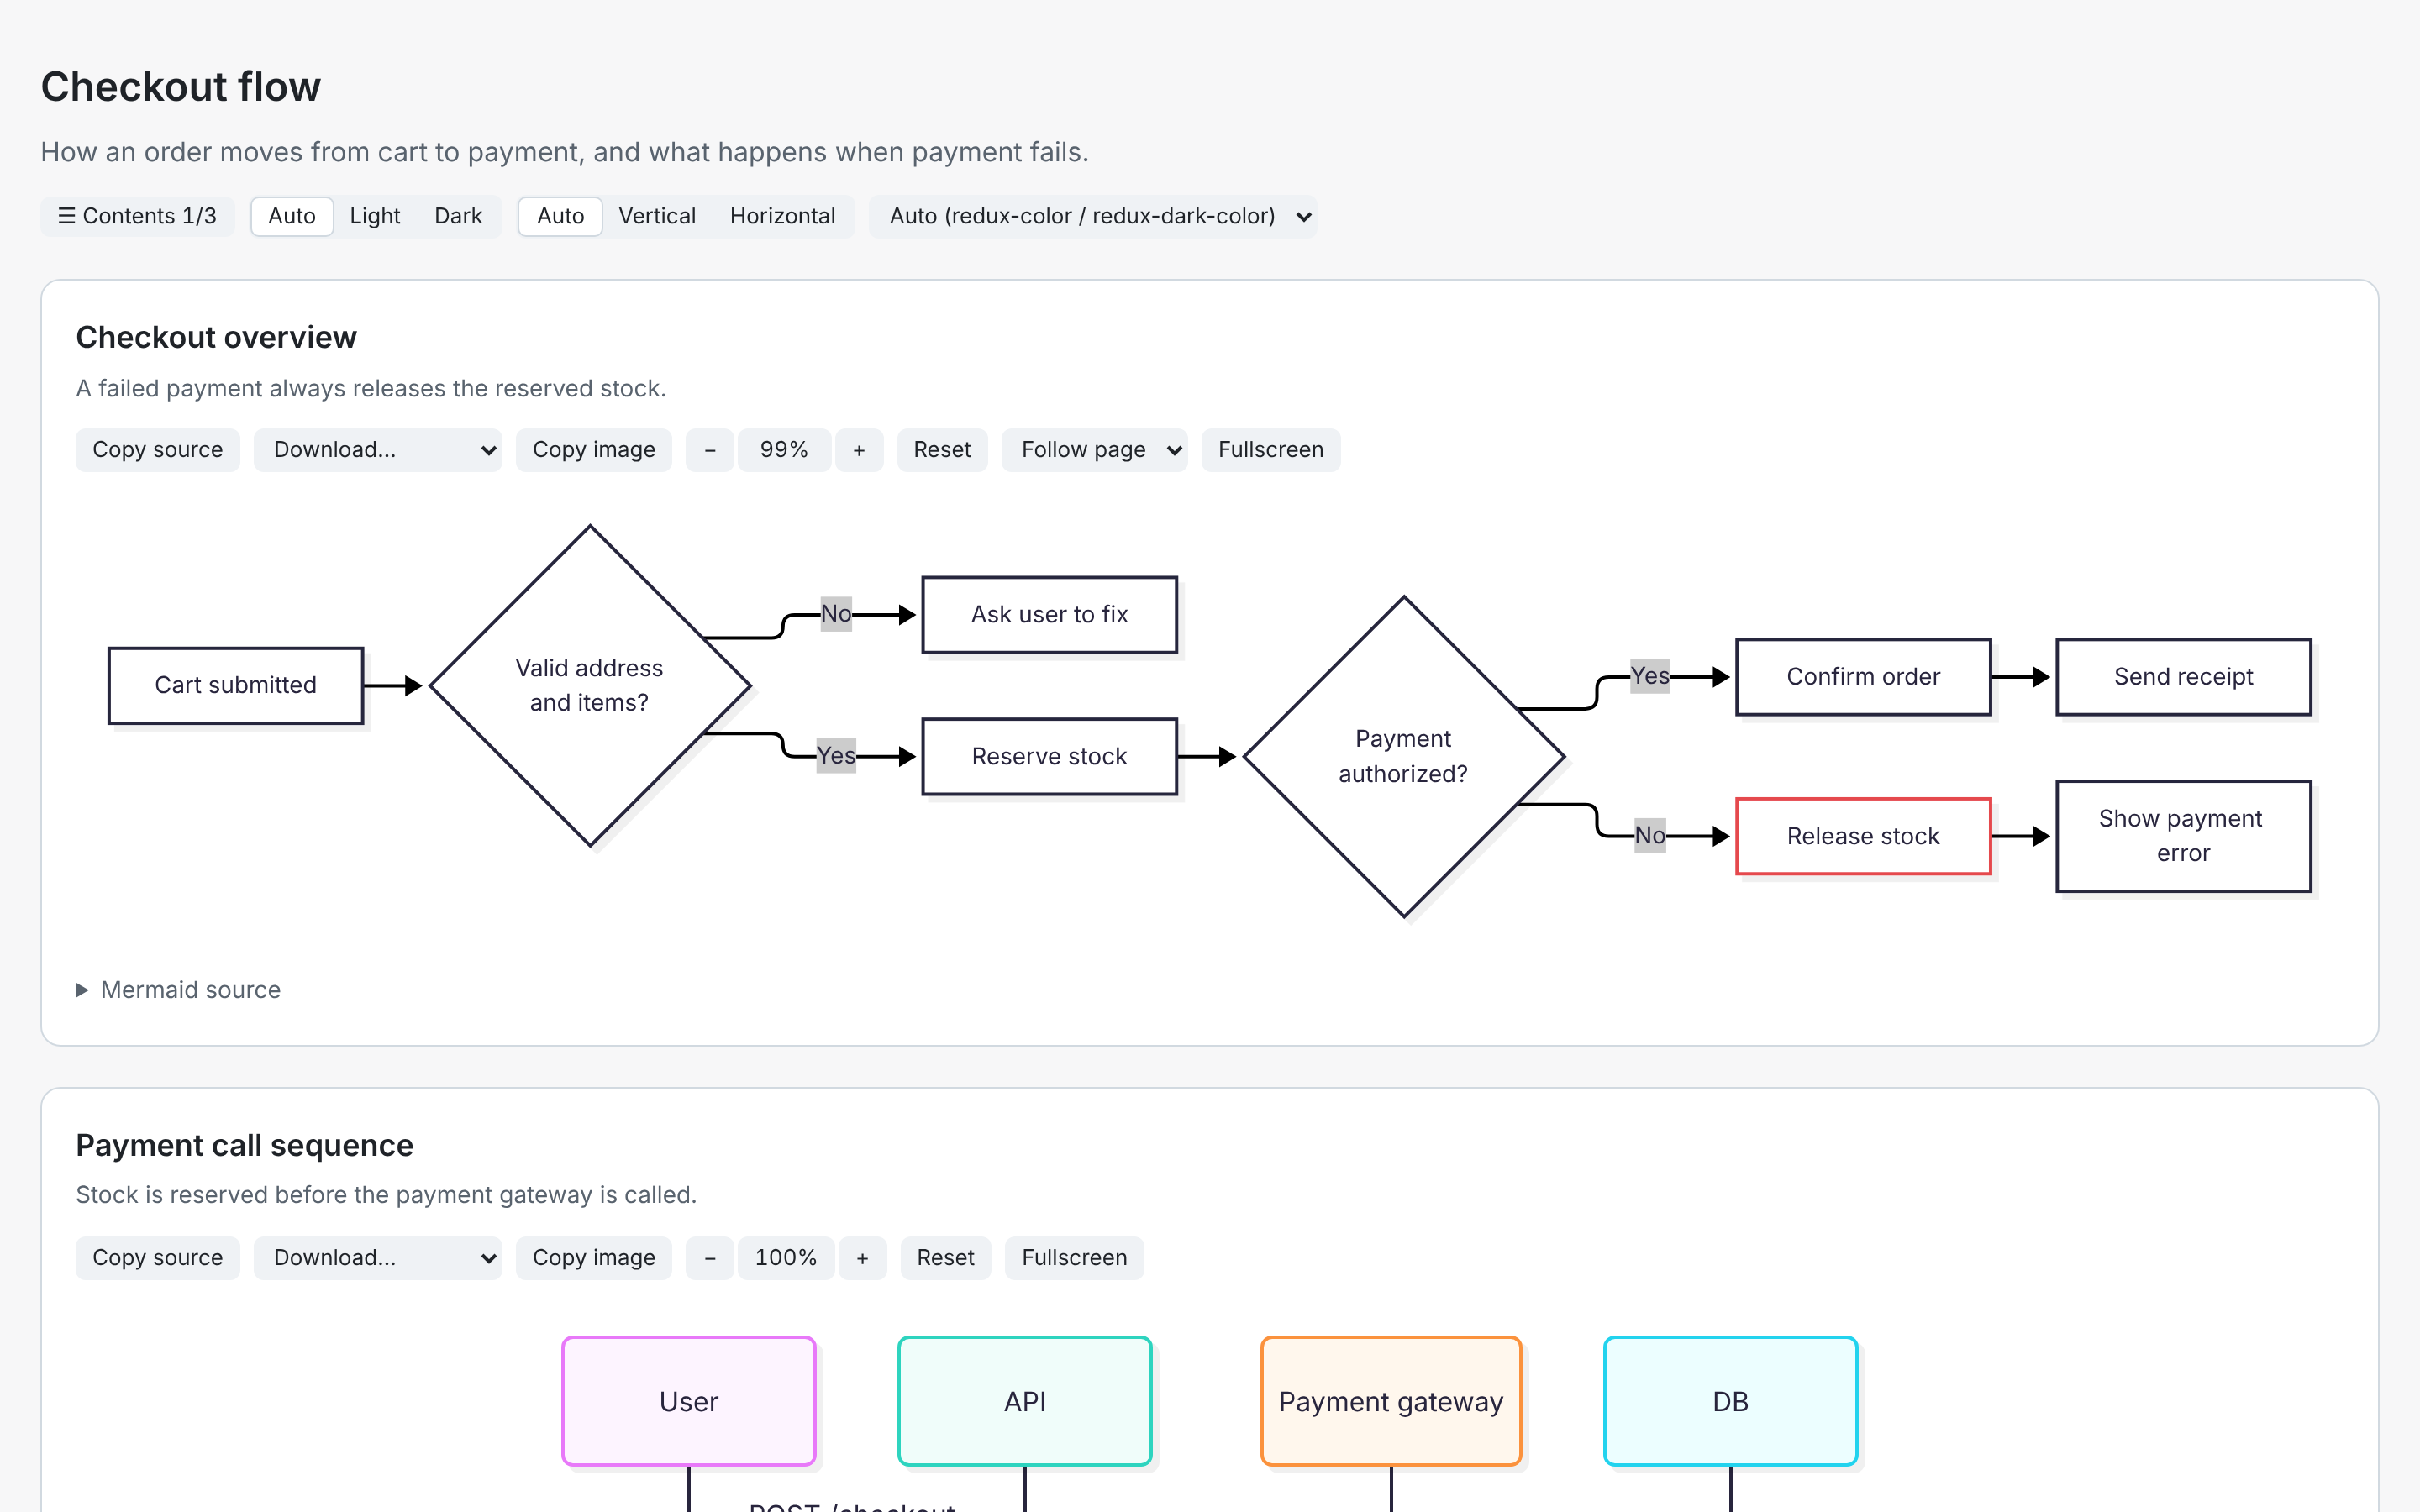 Checkout flow
How an order moves from cart to payment, and what happens when payment fails.
☰ Contents 1/3 Auto Light Dark Auto Vertical Horizontal Auto (redux-color / redux-dark-color)
Checkout overview
A failed payment always releases the reserved stock.
Copy source Download... Copy image − 99% + Reset Follow page Fullscreen
Cart submitted
Valid address
and items?
No
Ask user to fix
Yes
Reserve stock
Payment
authorized?
Yes
Confirm order
Send receipt
No
Release stock
Show payment
error
Mermaid source
Payment call sequence
Stock is reserved before the payment gateway is called.
Copy source Download... Copy image − 100% + Reset Fullscreen
User
API
Payment gateway
DB
POST /checkout